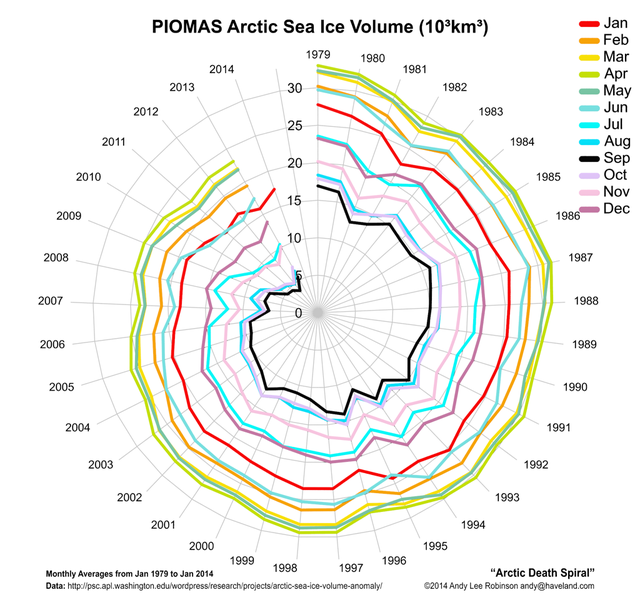 PIOMAS Arctic Sea Ice Volume (10³km³)
Jan
Feb
Mar
Apr
May
Jun
Jul
Aug
Sep
Oct
Nov
Dec
1979
1980
1981
1982
1983
1984
1985
1986
1987
1988
1989
1990
1991
1992
1993
1994
1995
1996
1997
1998
1999
2000
2001
2002
2003
2004
2005
2006
2007
2008
2009
2010
2011
2012
2013
2014
30
25
20
15
10
5
0
Monthly Averages from Jan 1979 to Jan 2014
Data: http://psc.apl.washington.edu/wordpress/research/projects/arctic-sea-ice-volume-anomaly/
“Arctic Death Spiral”
©2014 Andy Lee Robinson andy@haveland.com